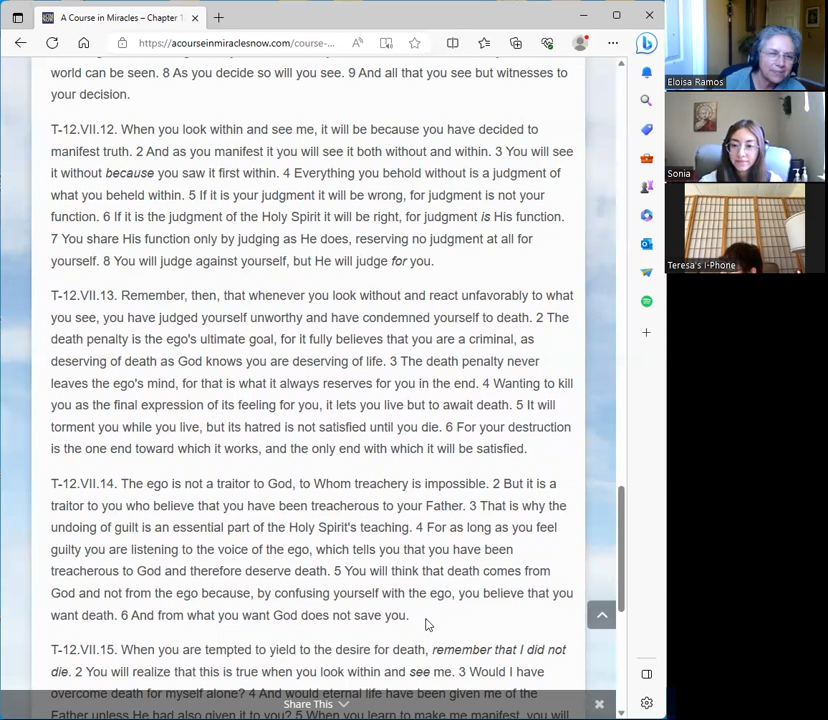 A Course in Miracles – Chapter 1
https://acourseinmiraclesnow.com/course-...
world can be seen. 8 As you decide so will you see. 9 And all that you see but witnesses to
your decision.
T-12.VII.12. When you look within and see me, it will be because you have decided to
manifest truth. 2 And as you manifest it you will see it both without and within. 3 You will see
it without because you saw it first within. 4 Everything you behold without is a judgment of
what you beheld within. 5 If it is your judgment it will be wrong, for judgment is not your
function. 6 If it is the judgment of the Holy Spirit it will be right, for judgment is His function.
7 You share His function only by judging as He does, reserving no judgment at all for
yourself. 8 You will judge against yourself, but He will judge for you.
T-12.VII.13. Remember, then, that whenever you look without and react unfavorably to what
you see, you have judged yourself unworthy and have condemned yourself to death. 2 The
death penalty is the ego's ultimate goal, for it fully believes that you are a criminal, as
deserving of death as God knows you are deserving of life. 3 The death penalty never
leaves the ego's mind, for that is what it always reserves for you in the end. 4 Wanting to kill
you as the final expression of its feeling for you, it lets you live but to await death. 5 It will
torment you while you live, but its hatred is not satisfied until you die. 6 For your destruction
is the one end toward which it works, and the only end with which it will be satisfied.
T-12.VII.14. The ego is not a traitor to God, to Whom treachery is impossible. 2 But it is a
traitor to you who believe that you have been treacherous to your Father. 3 That is why the
undoing of guilt is an essential part of the Holy Spirit's teaching. 4 For as long as you feel
guilty you are listening to the voice of the ego, which tells you that you have been
treacherous to God and therefore deserve death. 5 You will think that death comes from
God and not from the ego because, by confusing yourself with the ego, you believe that you
want death. 6 And from what you want God does not save you.
T-12.VII.15. When you are tempted to yield to the desire for death, remember that I did not
die. 2 You will realize that this is true when you look within and see me. 3 Would I have
overcome death for myself alone? 4 And would eternal life have been given me of the
Father unless He had also given it to you? 5 When you learn to make me manifest, you will
Share This
Eloisa Ramos
Sonia
Teresa's I-Phone